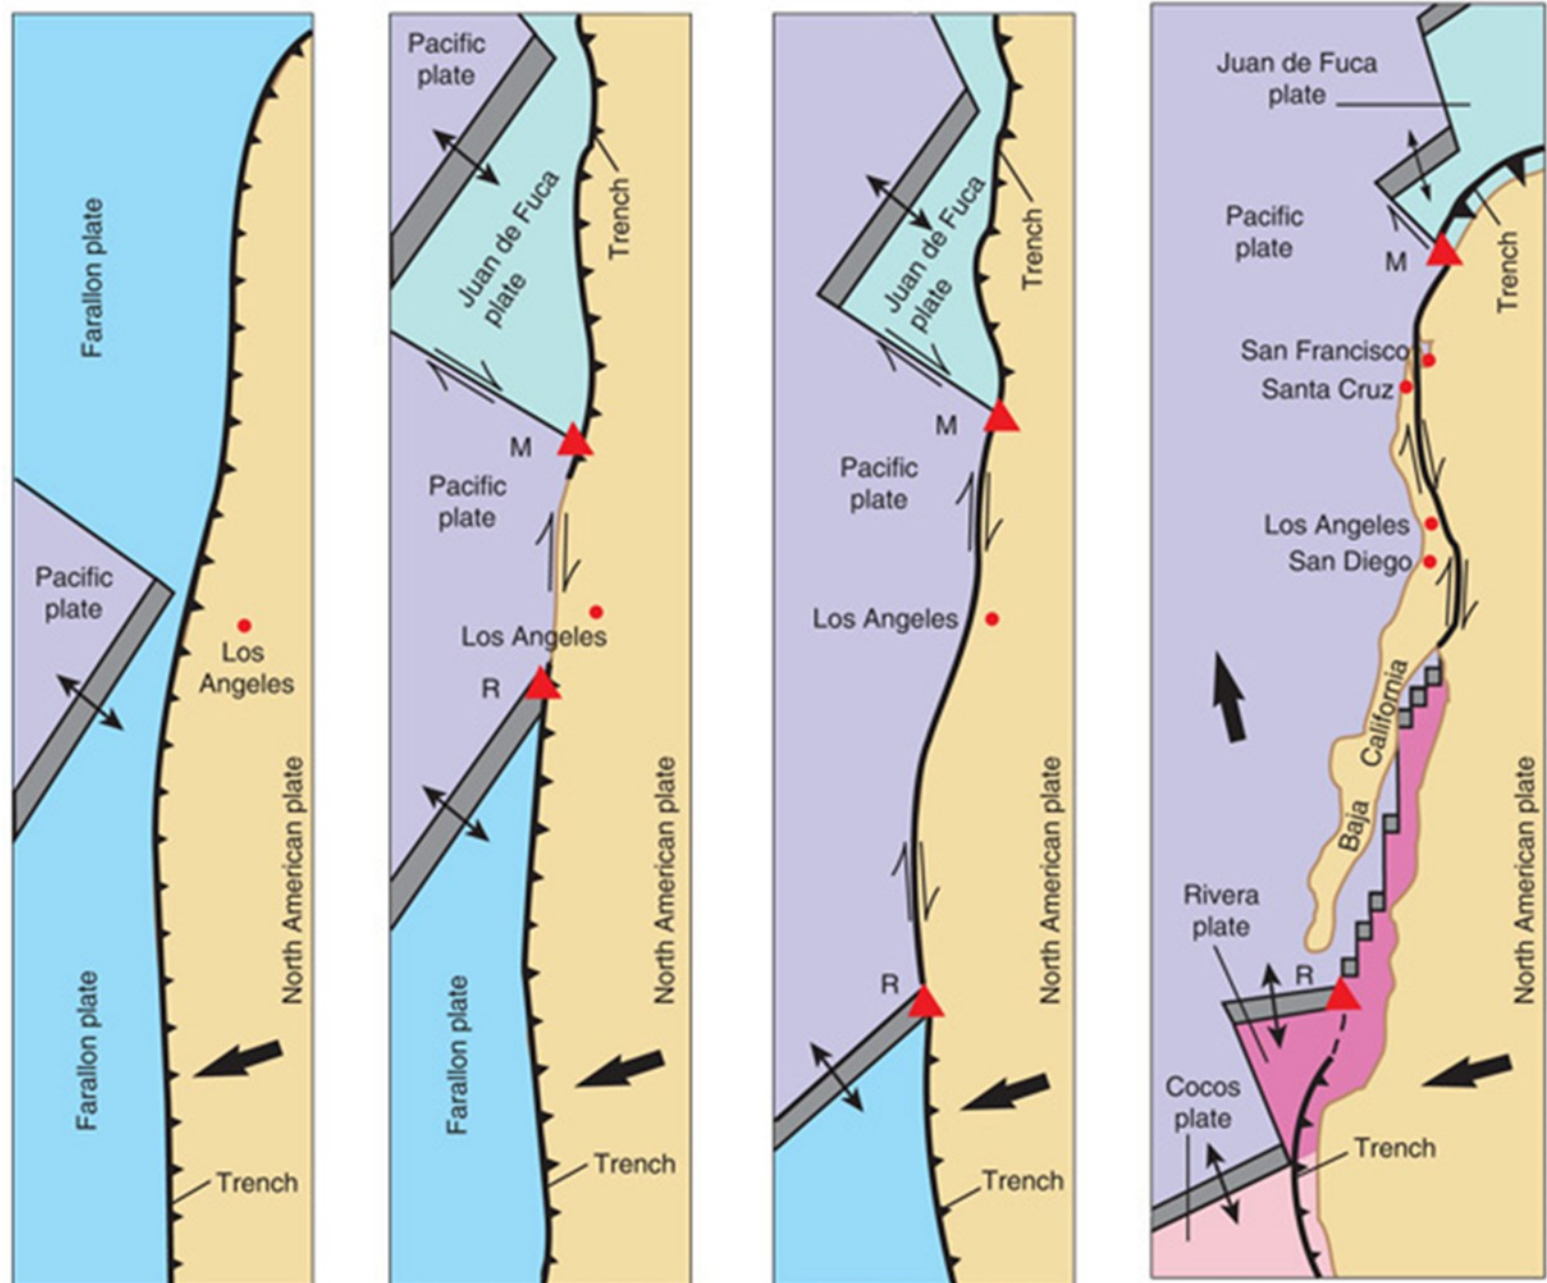 Farallon plate
Pacific
plate
Los
Angeles
North American plate
Farallon plate
Trench
Pacific
plate
Trench
Juan de Fuca
plate
M
Pacific
plate
Los Angeles
R
North American plate
Farallon plate
Trench
Trench
Juan de Fuca
plate
M
Pacific
plate
Los Angeles
North American plate
R
Trench
Juan de Fuca
plate
Pacific
plate
M
Trench
San Francisco
Santa Cruz
Los Angeles
San Diego
California
Baja
North American plate
Rivera
plate
R
Cocos
plate
Trench